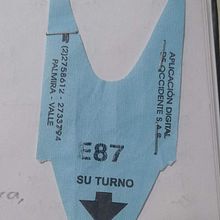 (2)2758612 - 2733794
PALMIRA - VALLE
APLICACIÓN DIGITAL
DE OCCIDENTE S.A.S.
E87
SU TURNO